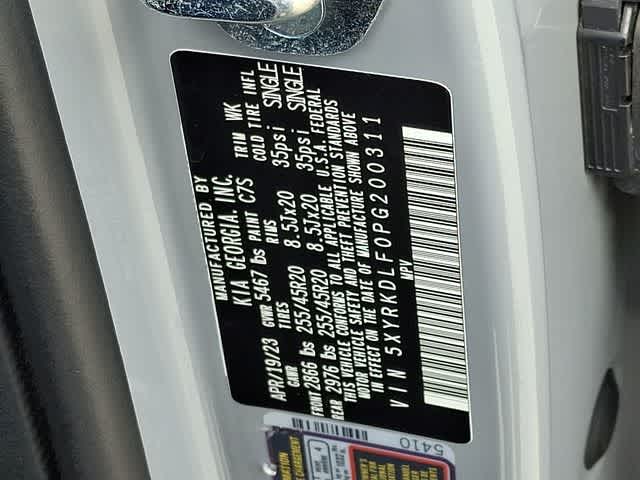 MANUFACTURED BY
KIA GEORGIA, INC.
APR/19/23 GVWR 5467 lbs PAINT C7S TRIM WK
GAWR TIRES RIMS COLD TIRE INFL
FRONT 2866 lbs 255/45R20 8.5Jx20 35psi SINGLE
REAR 2976 lbs 255/45R20 8.5Jx20 35psi SINGLE
THIS VEHICLE CONFORMS TO ALL APPLICABLE U.S.A. FEDERAL
MOTOR VEHICLE SAFETY AND THEFT PREVENTION STANDARDS
IN EFFECT ON THE DATE OF MANUFACTURE SHOWN ABOVE
VIN 5XYRKDLF0PG200311
MPV
5410